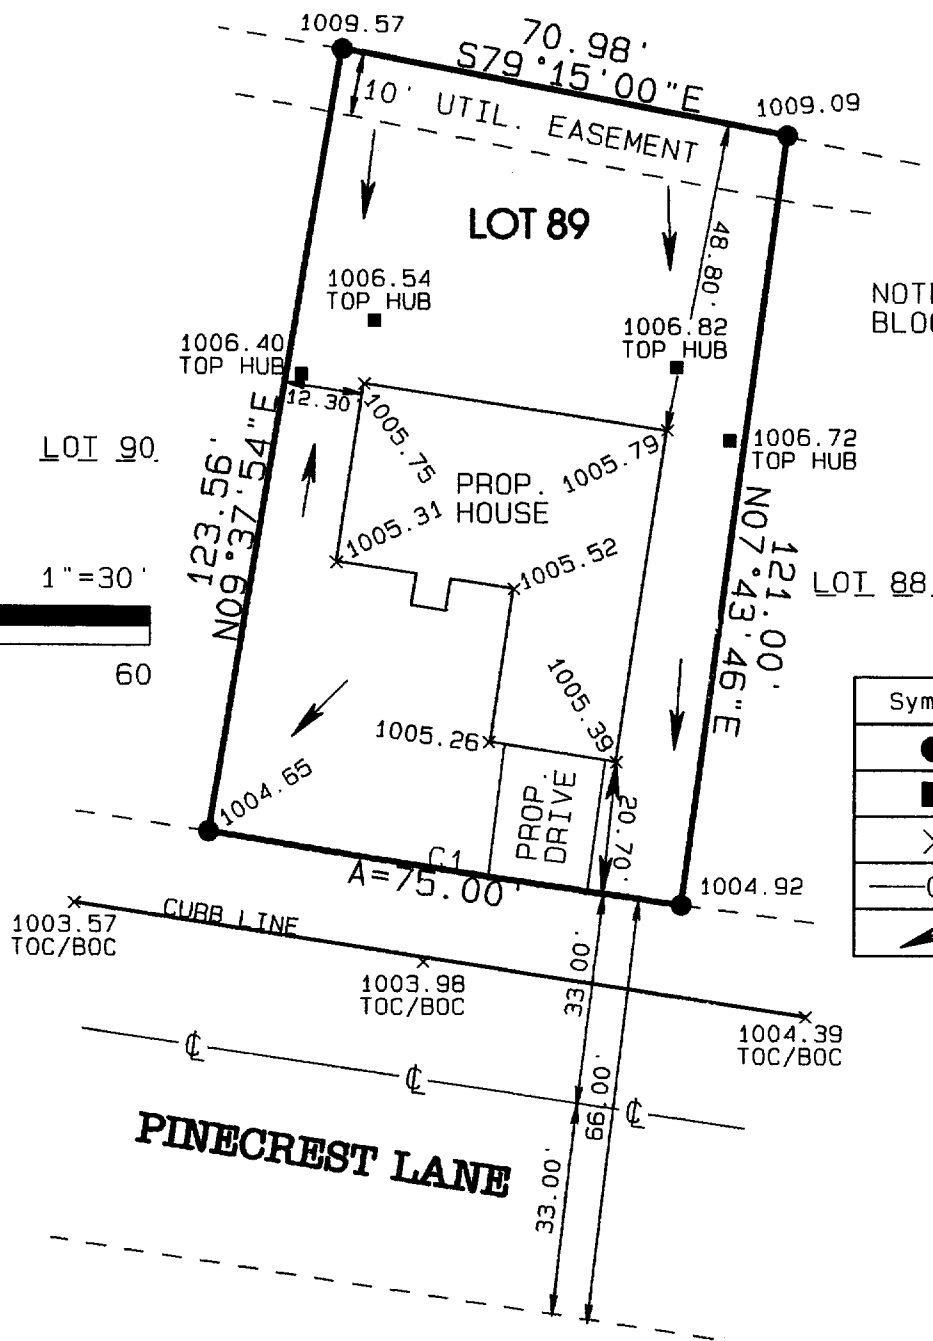 1009.57
70.98'
S79°15'00"E
1009.09
10' UTIL. EASEMENT
LOT 89
48.80'
1006.54
TOP HUB
1006.40
TOP HUB
1006.82
TOP HUB
12.30'
1005.75
1005.79
1006.72
TOP HUB
LOT 90
123.56'
N09°37'54"E
PROP.
HOUSE
1005.31
1005.52
121.00'
N07°43'46"E
LOT 88
1"=30'
60
1005.39
1005.26
1004.65
PROP.
DRIVE
20.70'
C1
A=75.00'
1004.92
CURB LINE
1003.57
TOC/BOC
1003.98
TOC/BOC
1004.39
TOC/BOC
33.00'
66.00'
33.00'
℄
℄
℄
PINECREST LANE